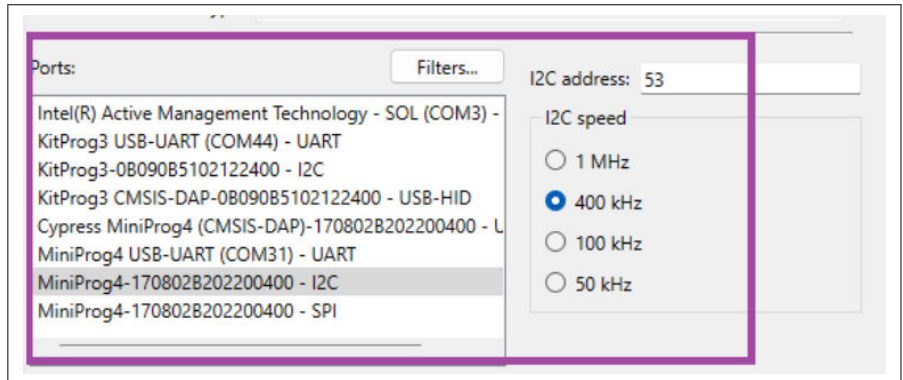 Ports:
Filters...
Intel(R) Active Management Technology - SOL (COM3) -
KitProg3 USB-UART (COM44) - UART
KitProg3-0B090B5102122400 - I2C
KitProg3 CMSIS-DAP-0B090B5102122400 - USB-HID
Cypress MiniProg4 (CMSIS-DAP)-170802B202200400 - U
MiniProg4 USB-UART (COM31) - UART
MiniProg4-170802B202200400 - I2C
MiniProg4-170802B202200400 - SPI
I2C address: 53
I2C speed
1 MHz
400 kHz
100 kHz
50 kHz